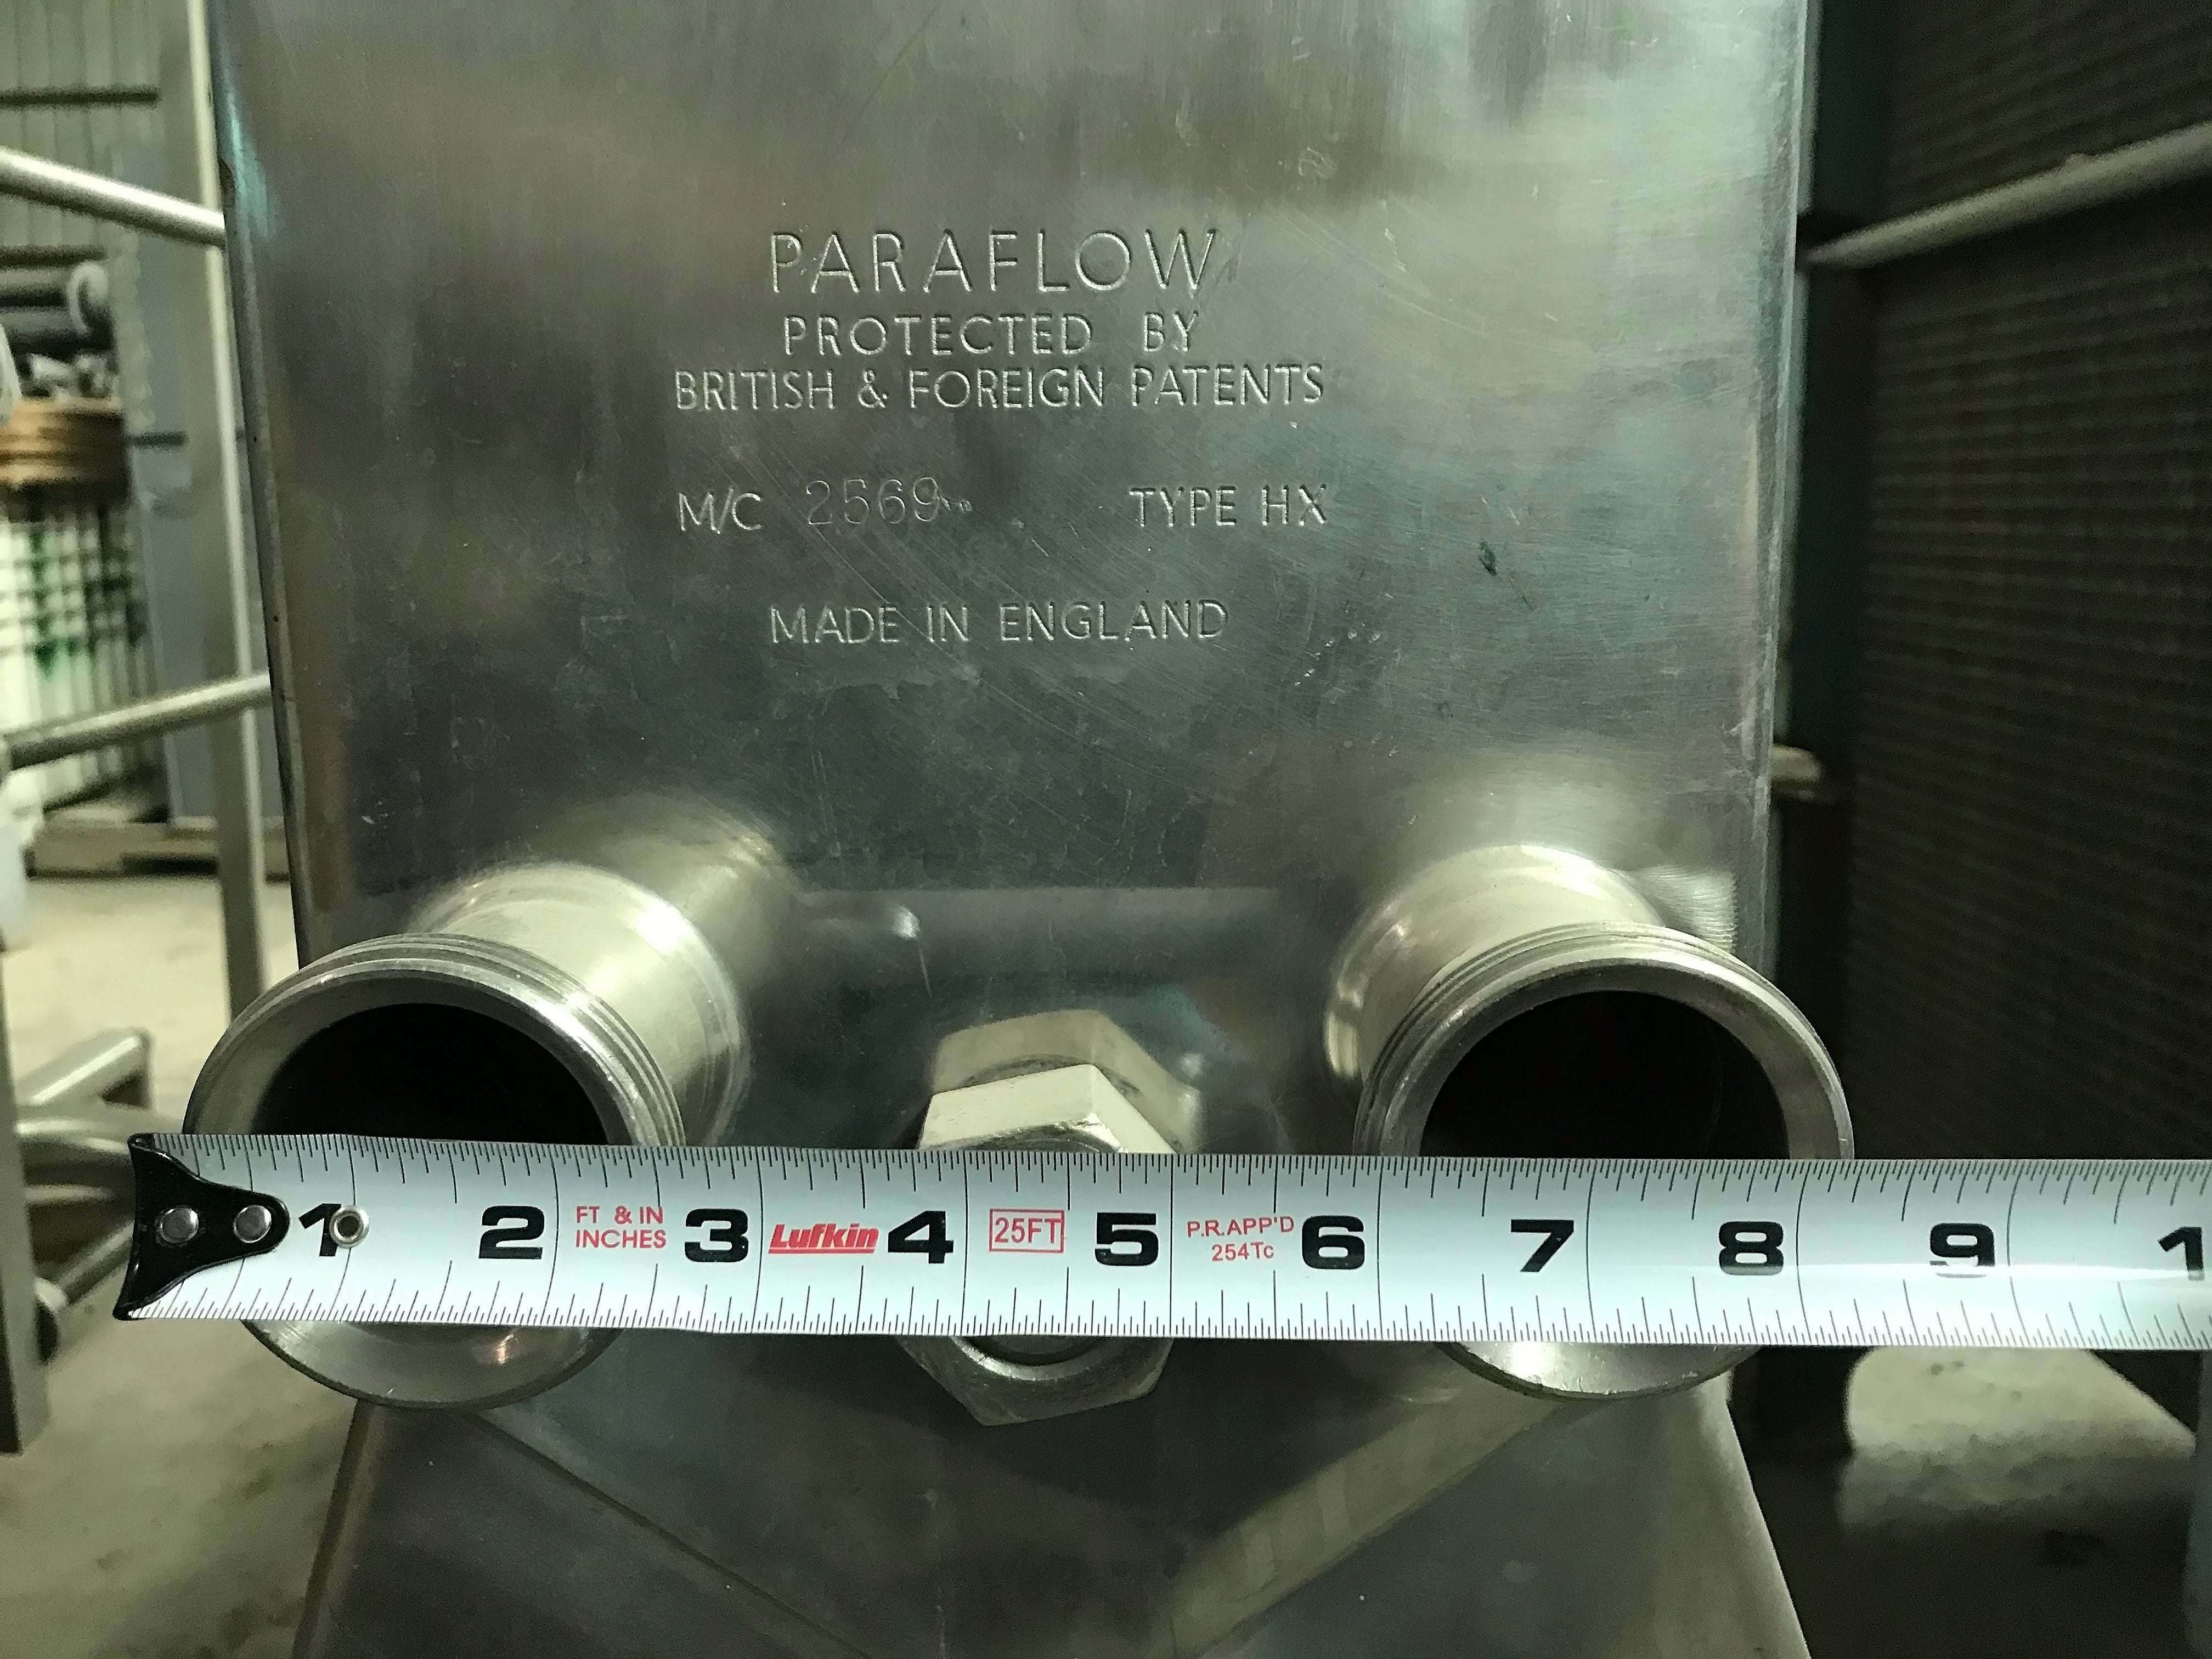 PARAFLOW
PROTECTED BY
BRITISH & FOREIGN PATENTS
M/C 2569 TYPE HX
MADE IN ENGLAND
1 2 FT & IN INCHES 3 Lufkin 4 25FT 5 P.R.APP'D 254Tc 6 7 8 9 1